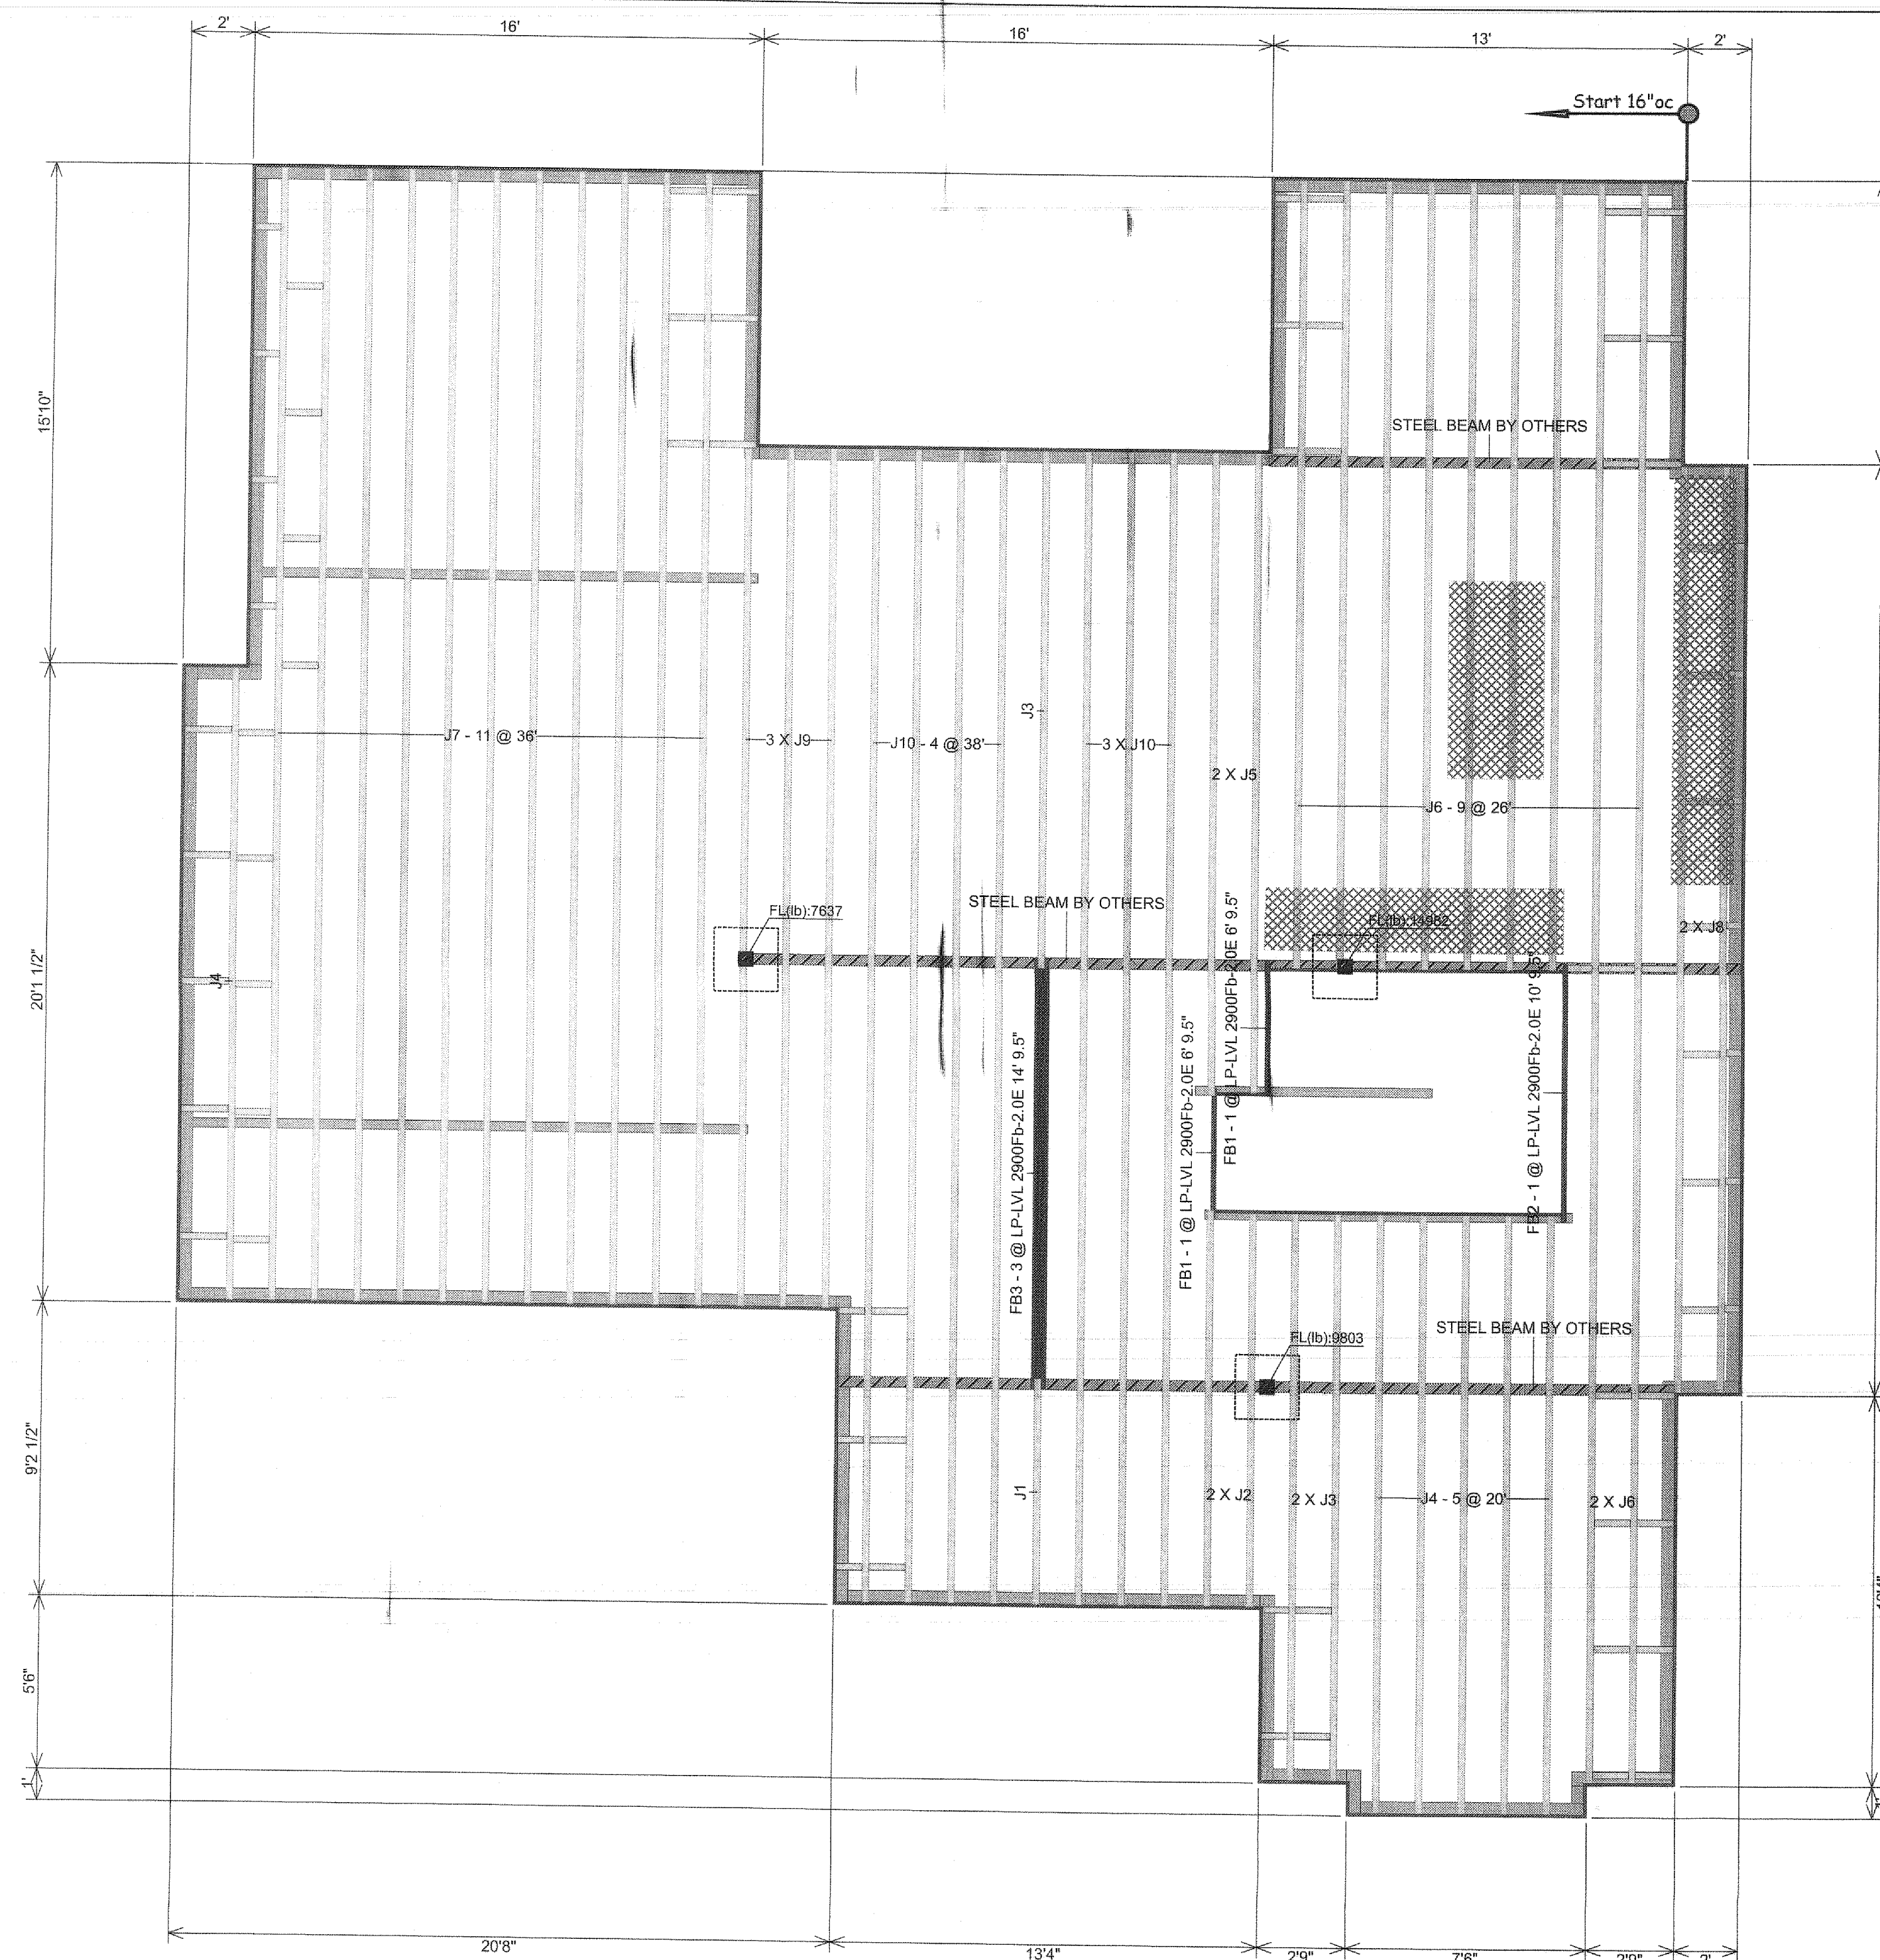 2'
16'
16'
13'
2'
Start 16"oc
15'10"
STEEL BEAM BY OTHERS
J3
J7 - 11 @ 36'
3 X J9
J10 - 4 @ 38'
3 X J10
2 X J5
J6 - 9 @ 26'
STEEL BEAM BY OTHERS
FL(lb):7637
FL(lb):14982
2 X J8
20'1 1/2"
J4
FB3 - 3 @ LP-LVL 2900Fb-2.0E 14' 9.5"
FB1 - 1 @ LP-LVL 2900Fb-2.0E 6' 9.5"
FB1 - 1 @ LP-LVL 2900Fb-2.0E 6' 9.5"
FB2 - 1 @ LP-LVL 2900Fb-2.0E 10' 9.5"
FL(lb):9803
STEEL BEAM BY OTHERS
9'2 1/2"
J1
2 X J2
2 X J3
J4 - 5 @ 20'
2 X J6
5'6"
1'
20'8"
13'4"
2'9"
7'6"
2'9"
2'